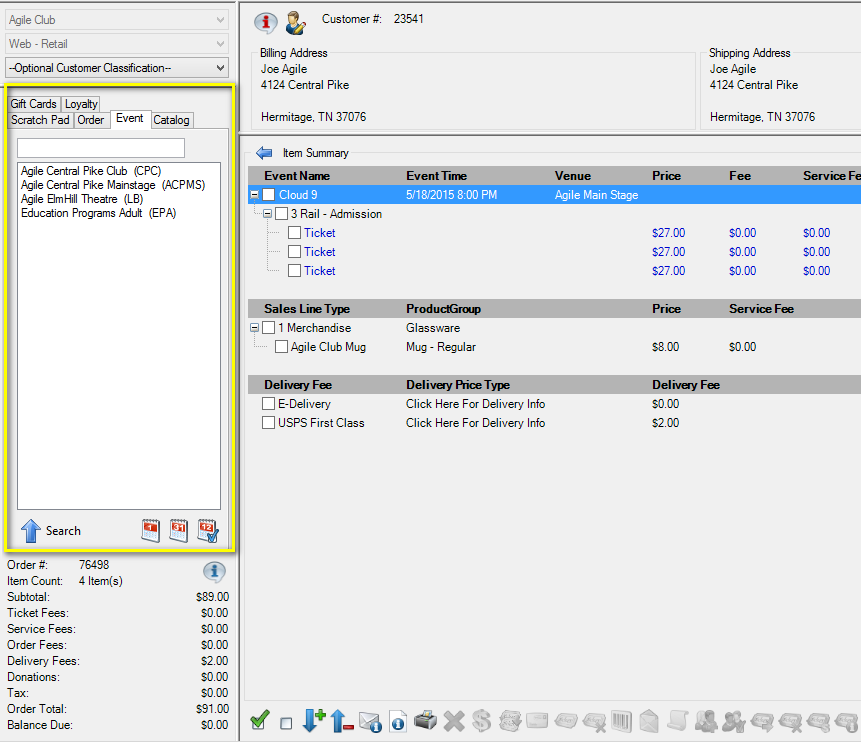 Agile Club
Web - Retail
--Optional Customer Classification--
Gift Cards Loyalty
Scratch Pad Order Event Catalog
Agile Central Pike Club (CPC)
Agile Central Pike Mainstage (ACPMS)
Agile ElmHill Theatre (LB)
Education Programs Adult (EPA)
Search 1 31 12
Order #: 76498
Item Count: 4 Item(s)
Subtotal: $89.00
Ticket Fees: $0.00
Service Fees: $0.00
Order Fees: $0.00
Delivery Fees: $2.00
Donations: $0.00
Tax: $0.00
Order Total: $91.00
Balance Due: $0.00
Customer #: 23541
Billing Address
Joe Agile
4124 Central Pike
Hermitage, TN 37076
Shipping Address
Joe Agile
4124 Central Pike
Hermitage, TN 37076
Item Summary
Event Name Event Time Venue Price Fee Service Fe
Cloud 9 5/18/2015 8:00 PM Agile Main Stage
3 Rail - Admission
Ticket $27.00 $0.00 $0.00
Ticket $27.00 $0.00 $0.00
Ticket $27.00 $0.00 $0.00
Sales Line Type ProductGroup Price Service Fee
1 Merchandise Glassware
Agile Club Mug Mug - Regular $8.00 $0.00
Delivery Fee Delivery Price Type Delivery Fee
E-Delivery Click Here For Delivery Info $0.00
USPS First Class Click Here For Delivery Info $2.00